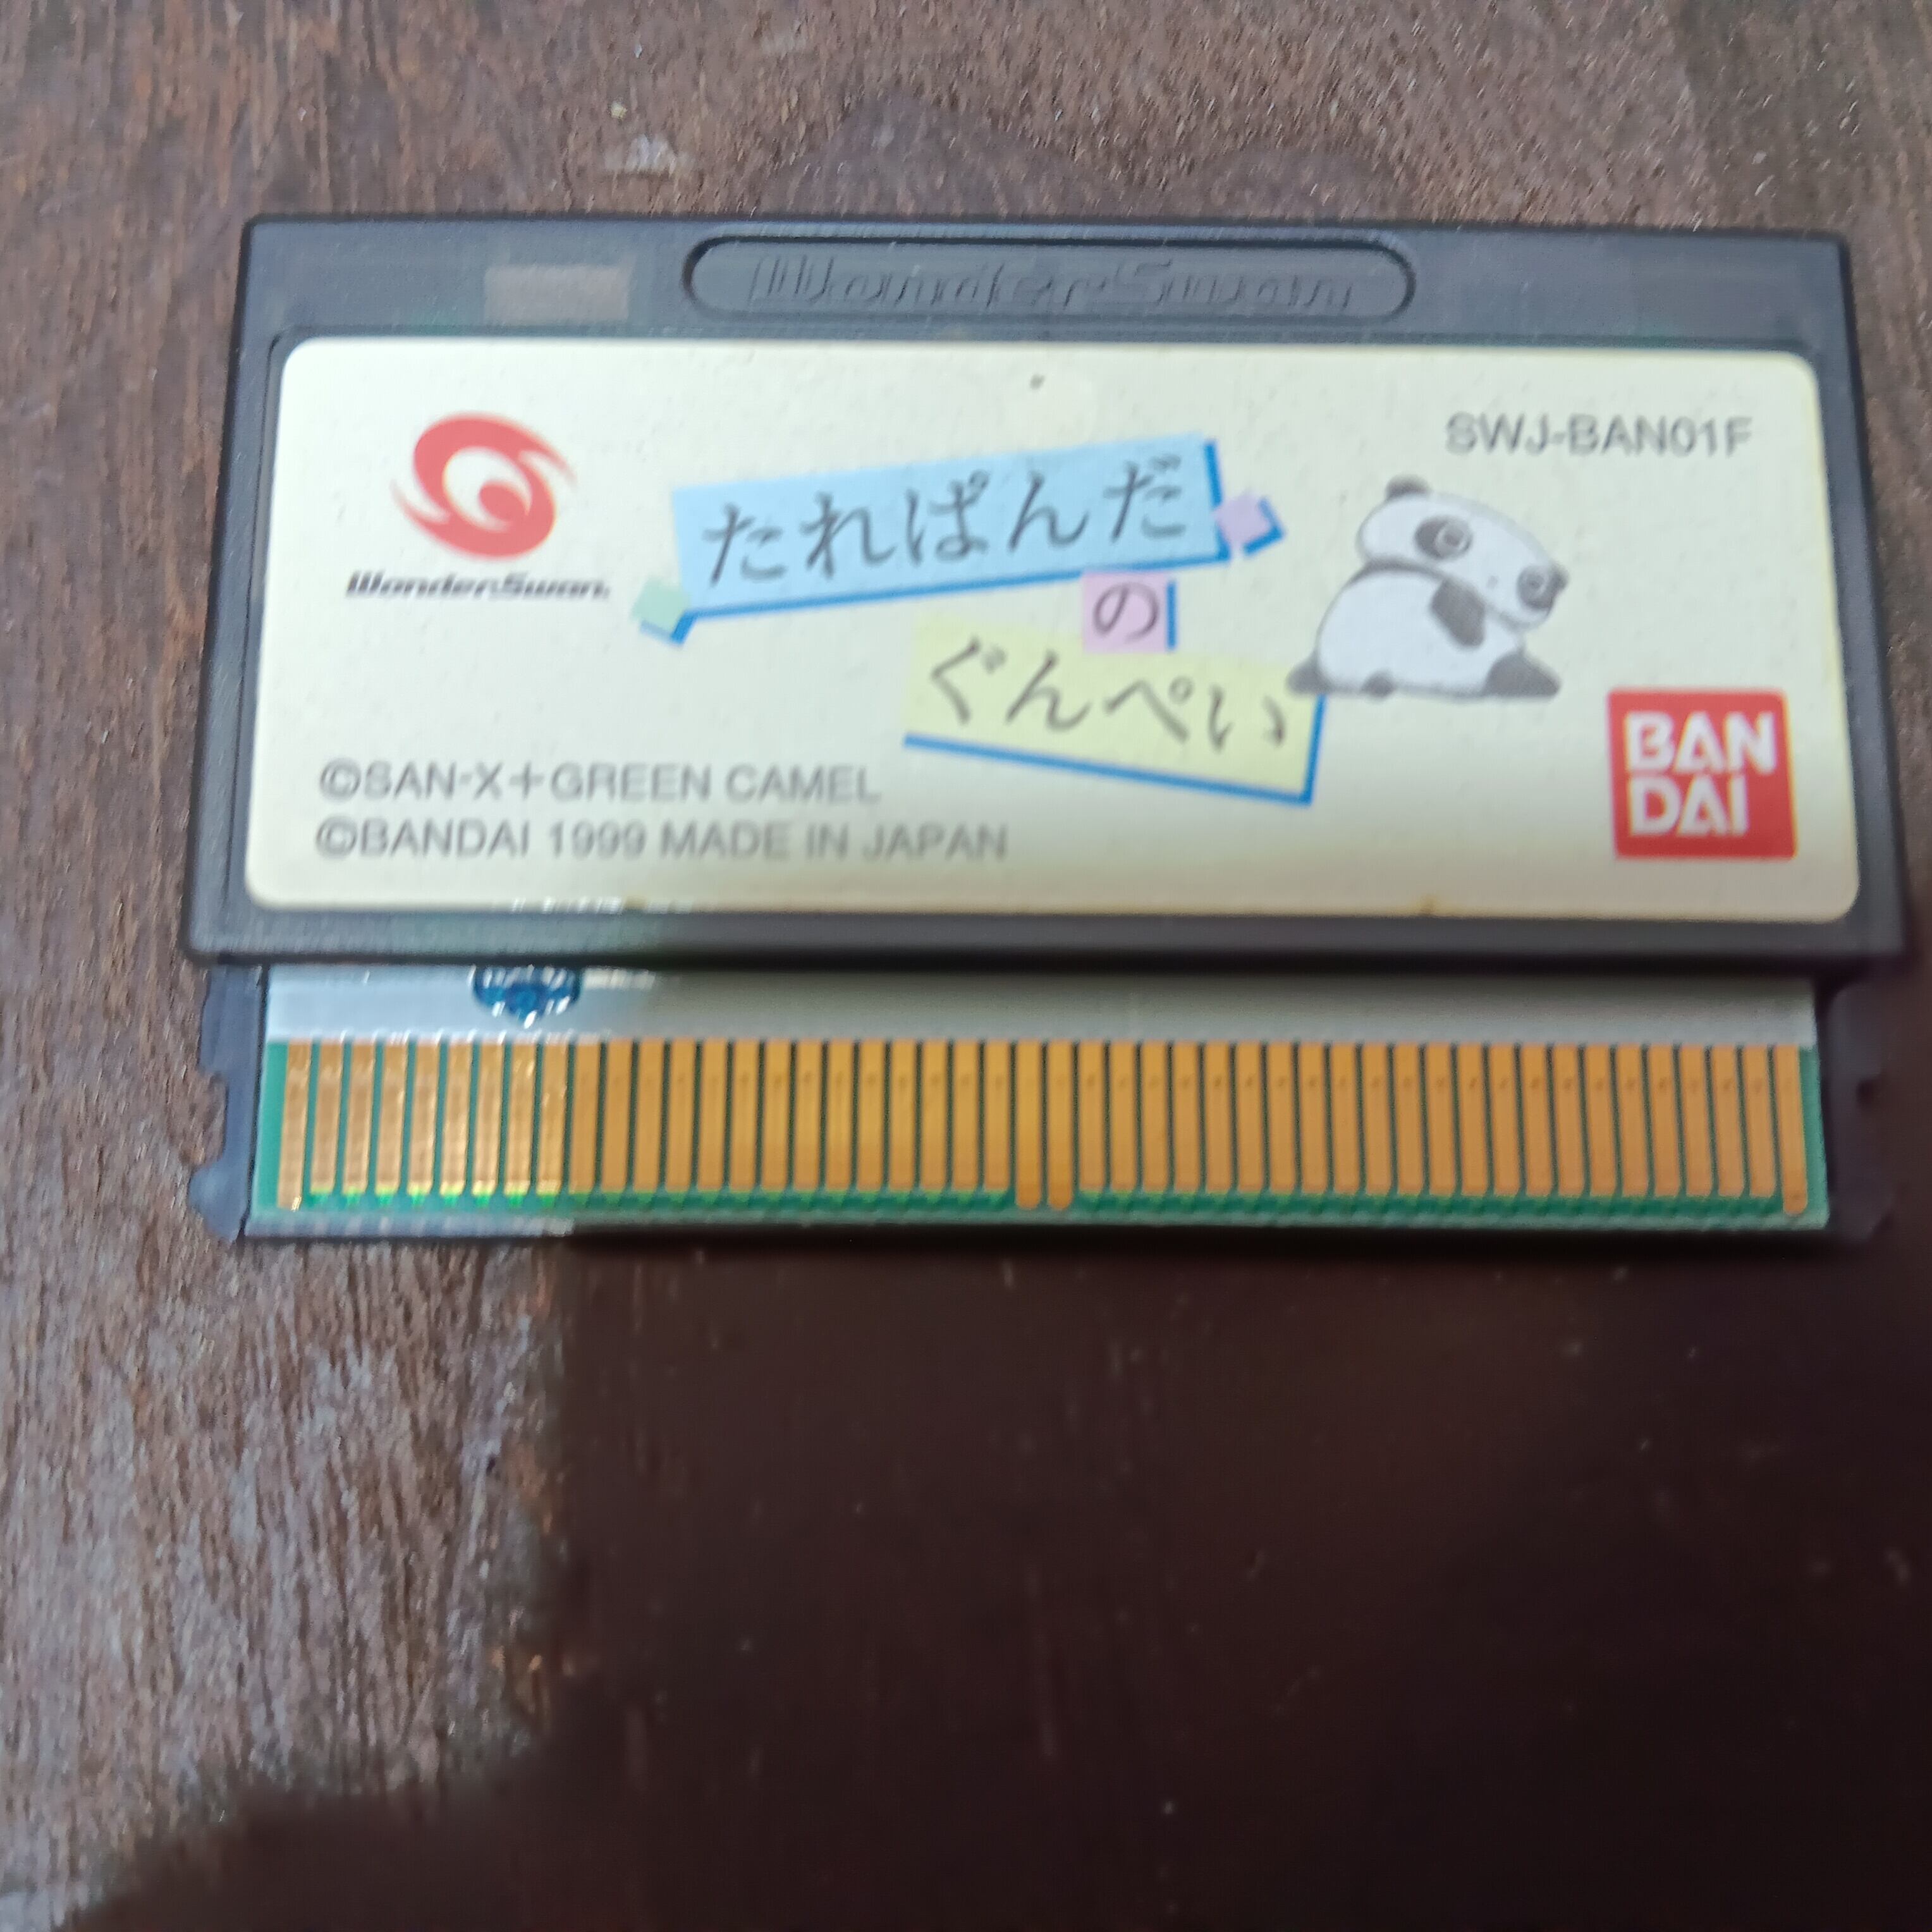 WonderSwan
SWJ-BAN01F
WonderSwan
たれぱんだ
の
ぐんぺい
©SAN-X+GREEN CAMEL
©BANDAI 1999 MADE IN JAPAN
BAN
DAI